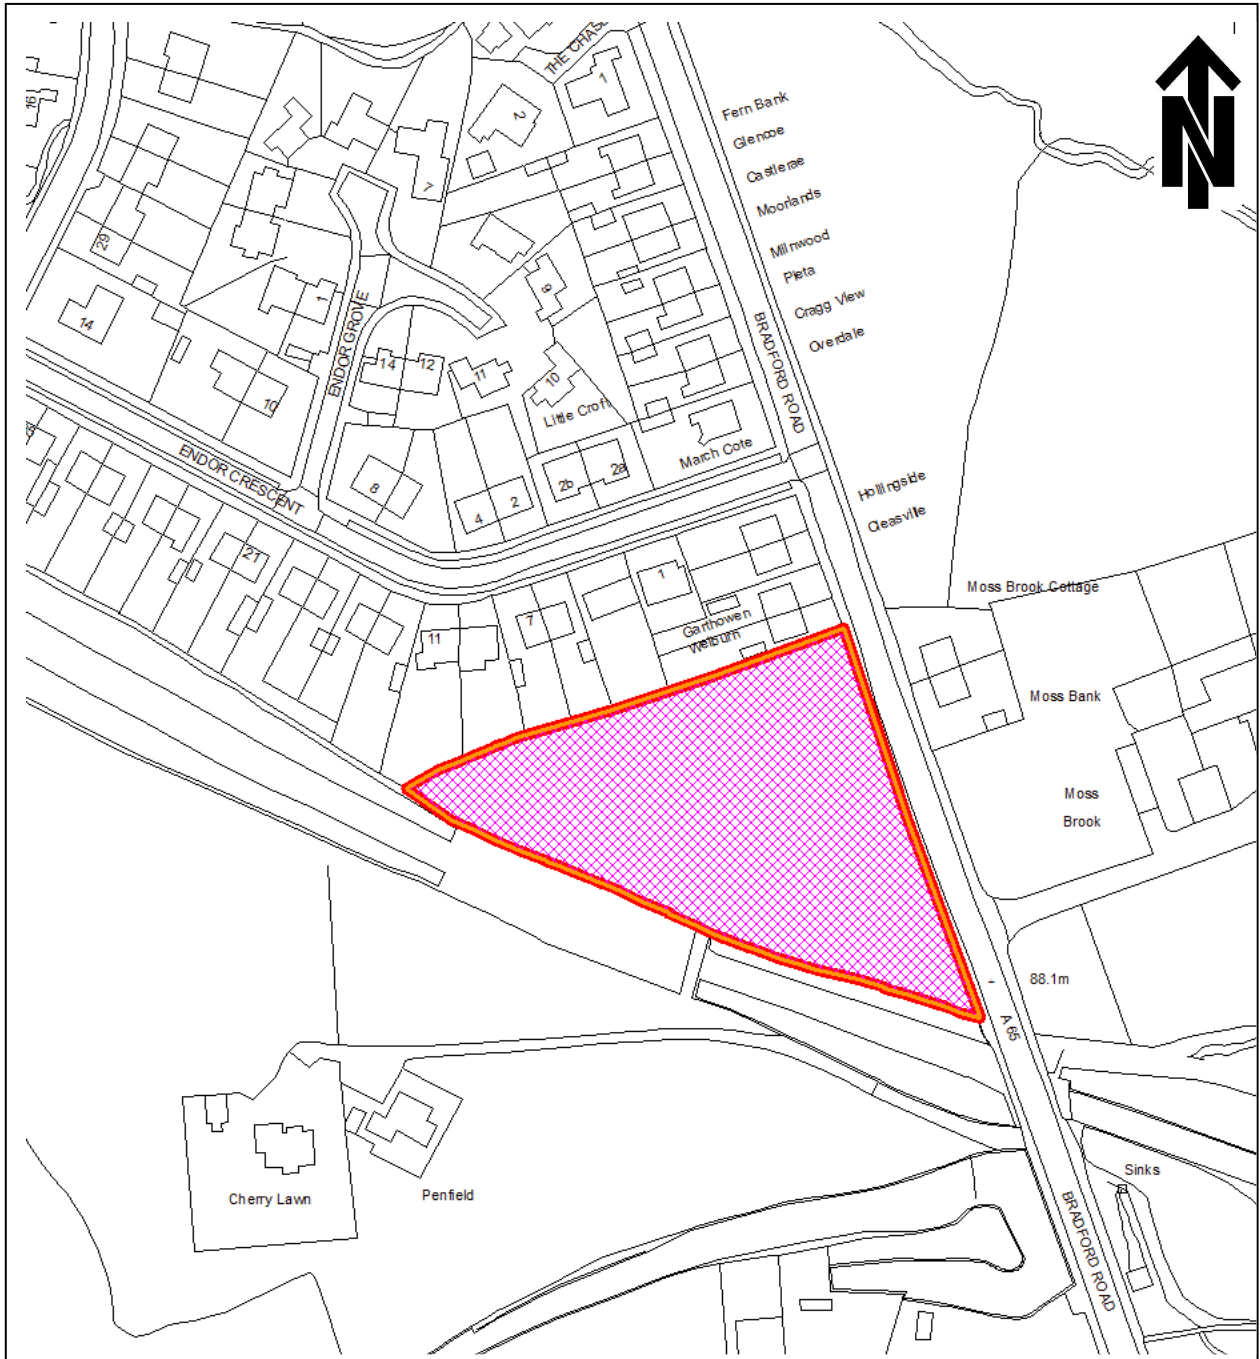 THE CHASE
1
N
16
2
Fern Bank
Glencoe
Castlerae
7
Moorlands
29
Millnwood
Pieta
1
9
Cragg View
14
ENDOR GROVE
BRADFORD ROAD
Overdale
14
12
11
10
10
Little Croft
March Cote
ENDOR CRESCENT
8
2b
2a
Hollingside
4
2
Cleasville
21
1
Moss Brook Cottage
11
7
Garthowen
Welburn
Moss Bank
Moss
Brook
88.1m
A 65
Sinks
Cherry Lawn
Penfield
BRADFORD ROAD